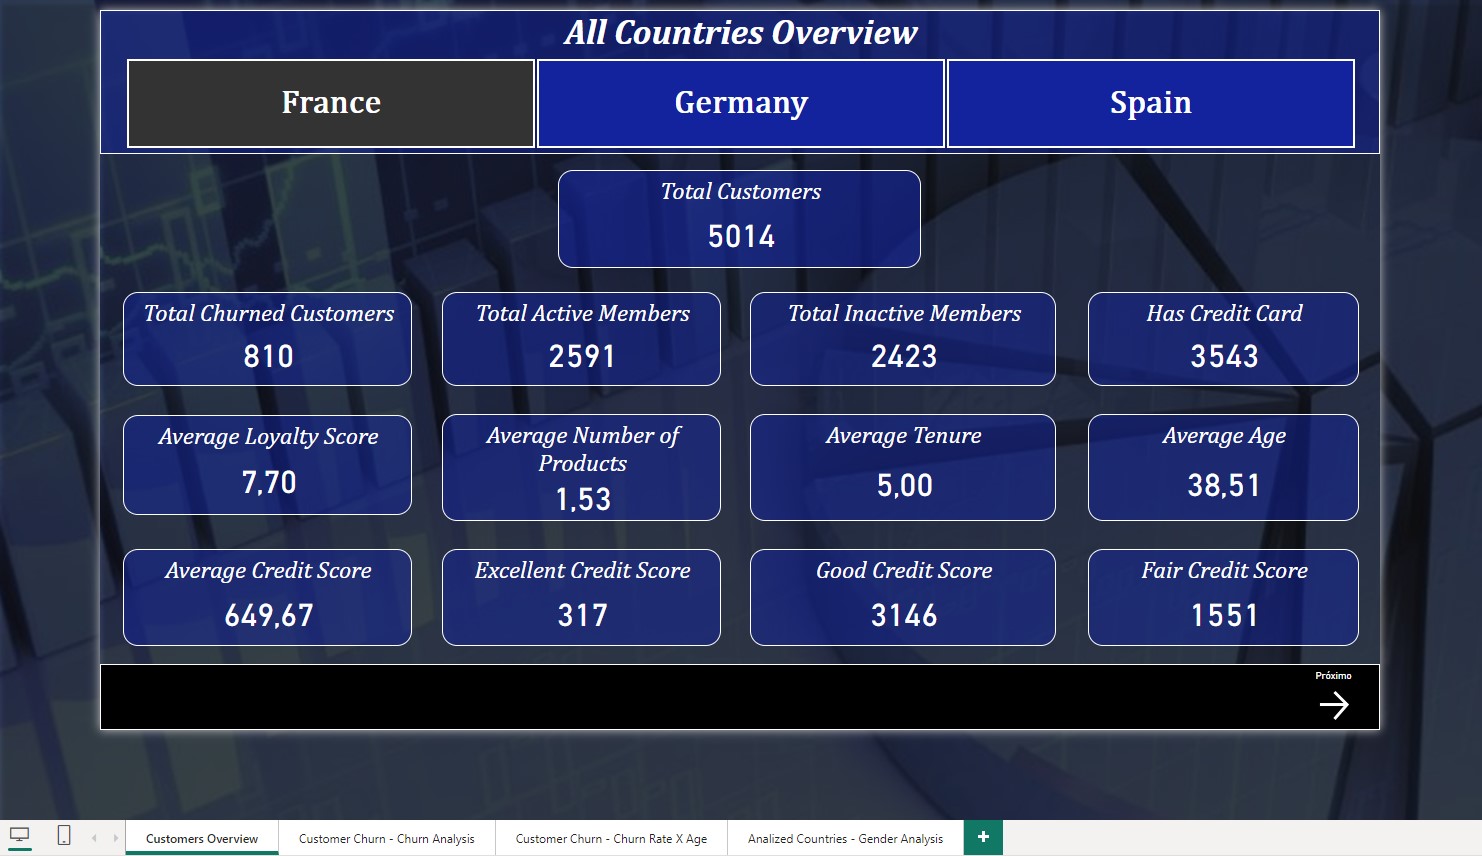 All Countries Overview
France
Germany
Spain
Total Customers
5014
Total Churned Customers
810
Total Active Members
2591
Total Inactive Members
2423
Has Credit Card
3543
Average Loyalty Score
7,70
Average Number of
Products
1,53
Average Tenure
5,00
Average Age
38,51
Average Credit Score
649,67
Excellent Credit Score
317
Good Credit Score
3146
Fair Credit Score
1551
Próximo
Customers Overview
Customer Churn - Churn Analysis
Customer Churn - Churn Rate X Age
Analized Countries - Gender Analysis